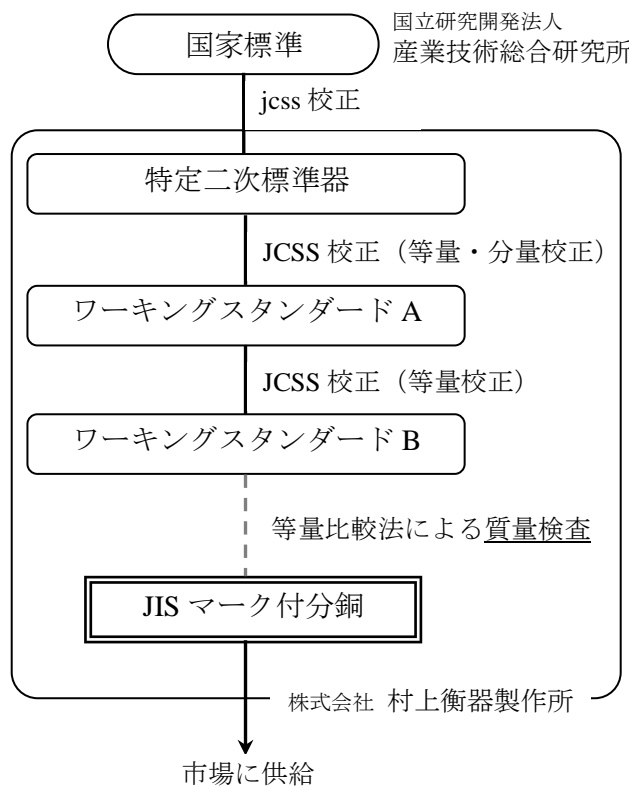 国家標準
国立研究開発法人
産業技術総合研究所
jcss 校正
特定二次標準器
JCSS 校正（等量・分量校正）
ワーキングスタンダード A
JCSS 校正（等量校正）
ワーキングスタンダード B
等量比較法による質量検査
JIS マーク付分銅
株式会社 村上衡器製作所
市場に供給